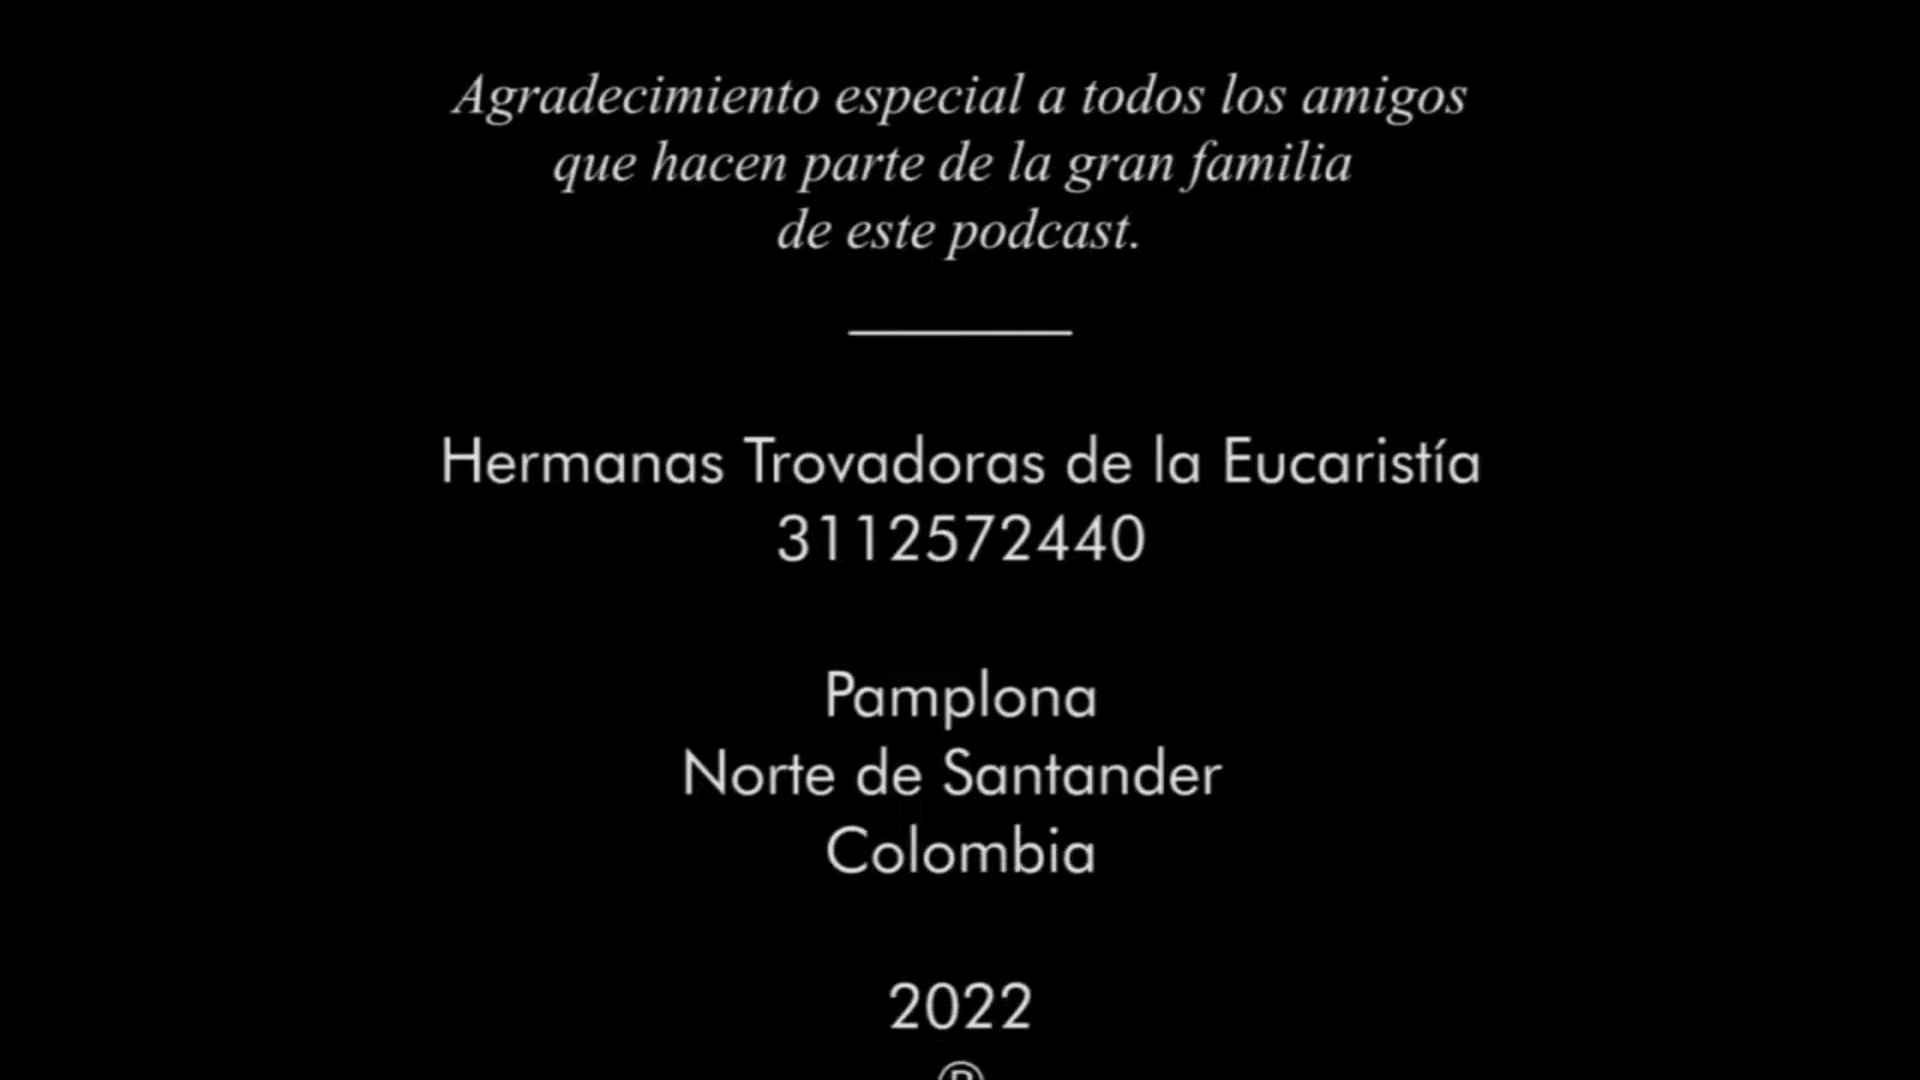 Agradecimiento especial a todos los amigos
que hacen parte de la gran familia
de este podcast.
Hermanas Trovadoras de la Eucaristía
3112572440
Pamplona
Norte de Santander
Colombia
2022
®